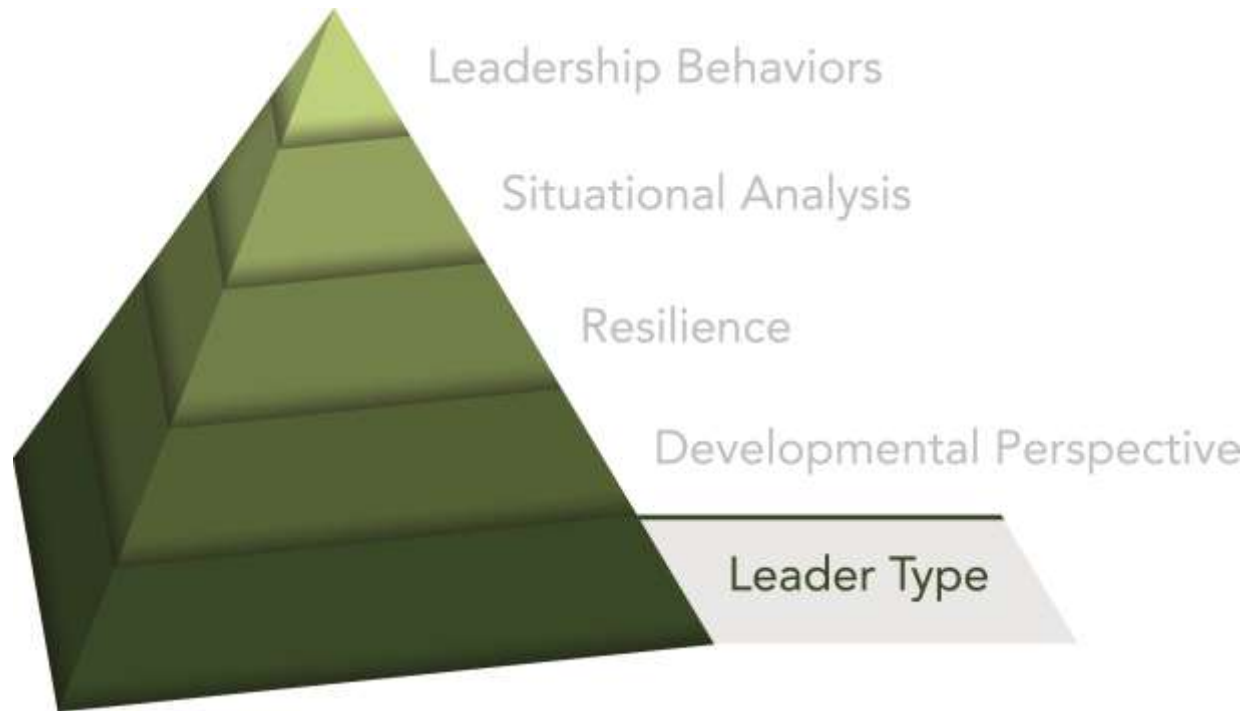 Leadership Behaviors
Situational Analysis
Resilience
Developmental Perspective
Leader Type